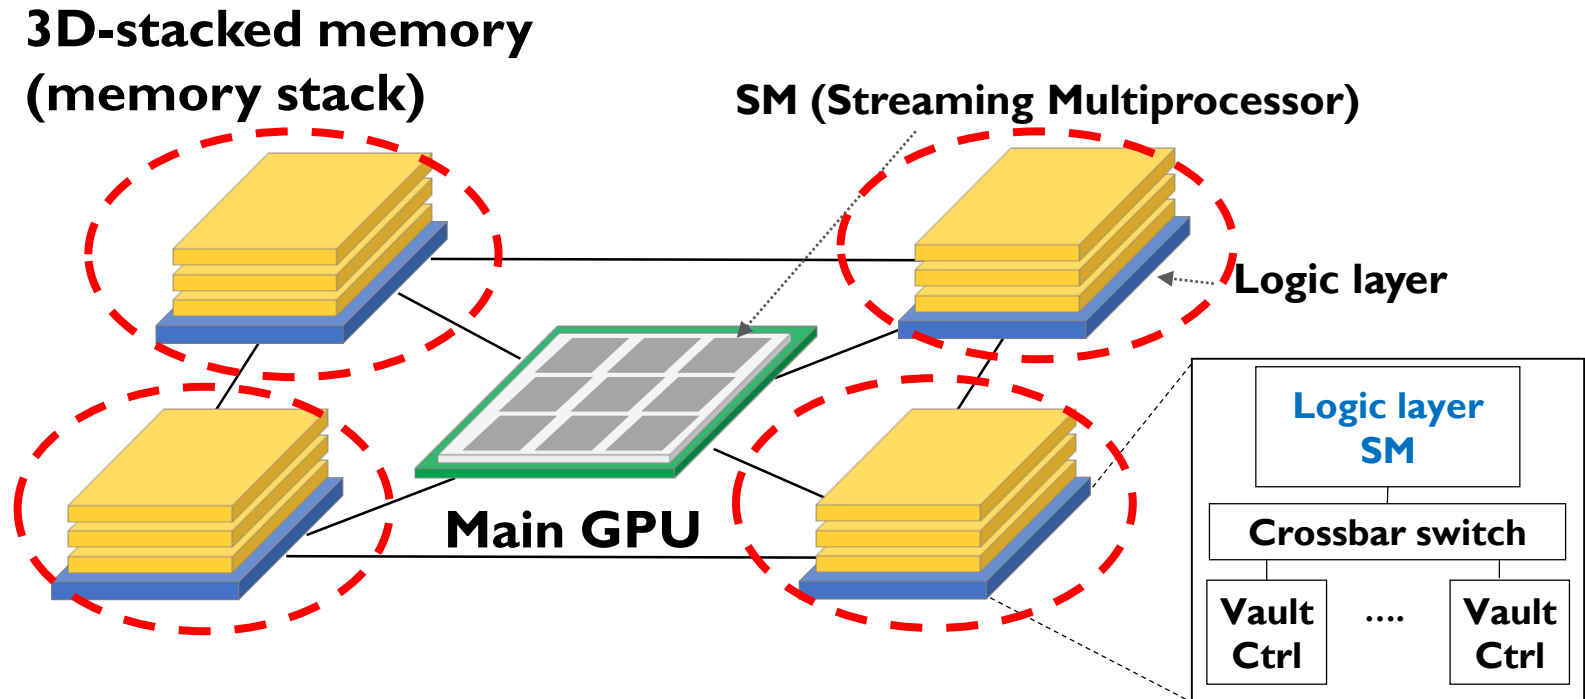 3D-stacked memory
(memory stack)
SM (Streaming Multiprocessor)
Logic layer
Main GPU
Logic layer
SM
Crossbar switch
Vault
Ctrl
....
Vault
Ctrl